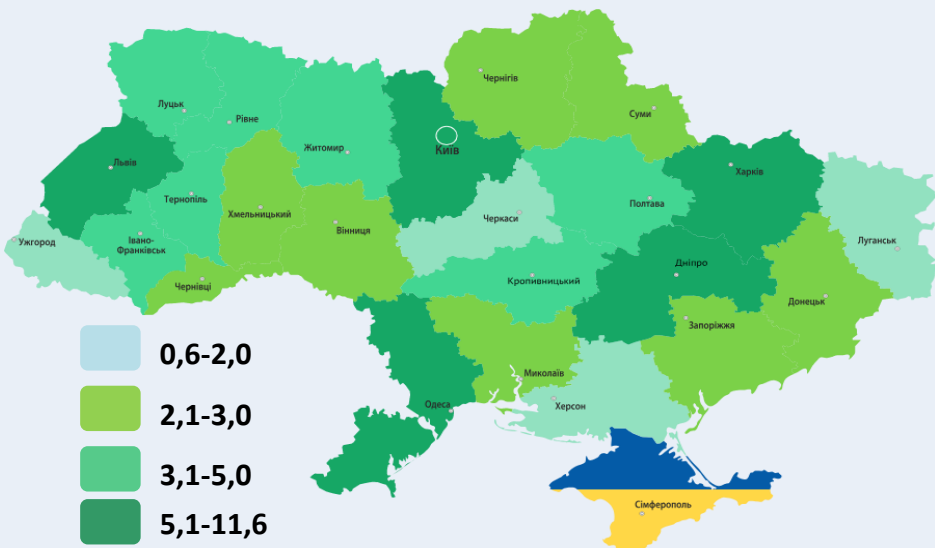 Чернігів
Суми
Луцьк
Рівне
Житомир
Київ
Львів
Харків
Тернопіль
Хмельницький
Полтава
Черкаси
Вінниця
Івано-
Франківськ
Ужгород
Луганськ
Дніпро
Чернівці
Кропивницький
Донецьк
Запоріжжя
Миколаїв
Одеса
Херсон
Сімферополь
0,6-2,0
2,1-3,0
3,1-5,0
5,1-11,6